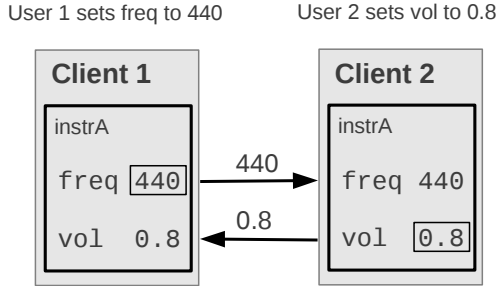 User 1 sets freq to 440
User 2 sets vol to 0.8
Client 1
Client 2
instrA
instrA
freq 440
440
freq 440
vol 0.8
0.8
vol 0.8